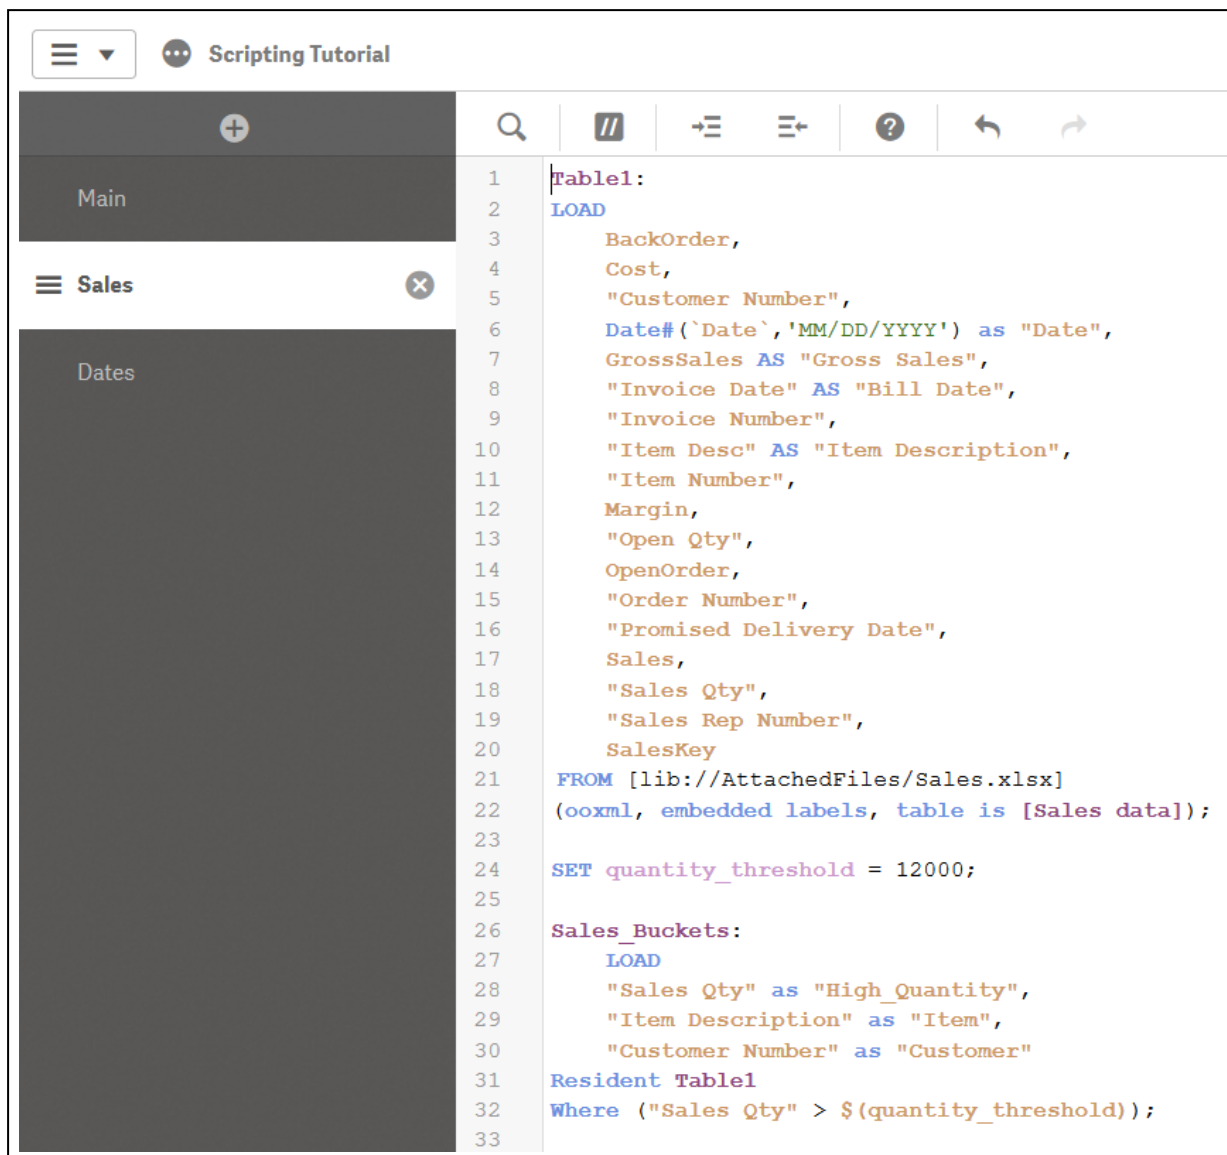 Scripting Tutorial
Main
Sales
Dates
1 Table1:
2 LOAD
3 BackOrder,
4 Cost,
5 "Customer Number",
6 Date#(`Date`,'MM/DD/YYYY') as "Date",
7 GrossSales AS "Gross Sales",
8 "Invoice Date" AS "Bill Date",
9 "Invoice Number",
10 "Item Desc" AS "Item Description",
11 "Item Number",
12 Margin,
13 "Open Qty",
14 OpenOrder,
15 "Order Number",
16 "Promised Delivery Date",
17 Sales,
18 "Sales Qty",
19 "Sales Rep Number",
20 SalesKey
21 FROM [lib://AttachedFiles/Sales.xlsx]
22 (ooxml, embedded labels, table is [Sales data]);
23
24 SET quantity_threshold = 12000;
25
26 Sales_Buckets:
27 LOAD
28 "Sales Qty" as "High_Quantity",
29 "Item Description" as "Item",
30 "Customer Number" as "Customer"
31 Resident Table1
32 Where ("Sales Qty" > $(quantity_threshold));
33